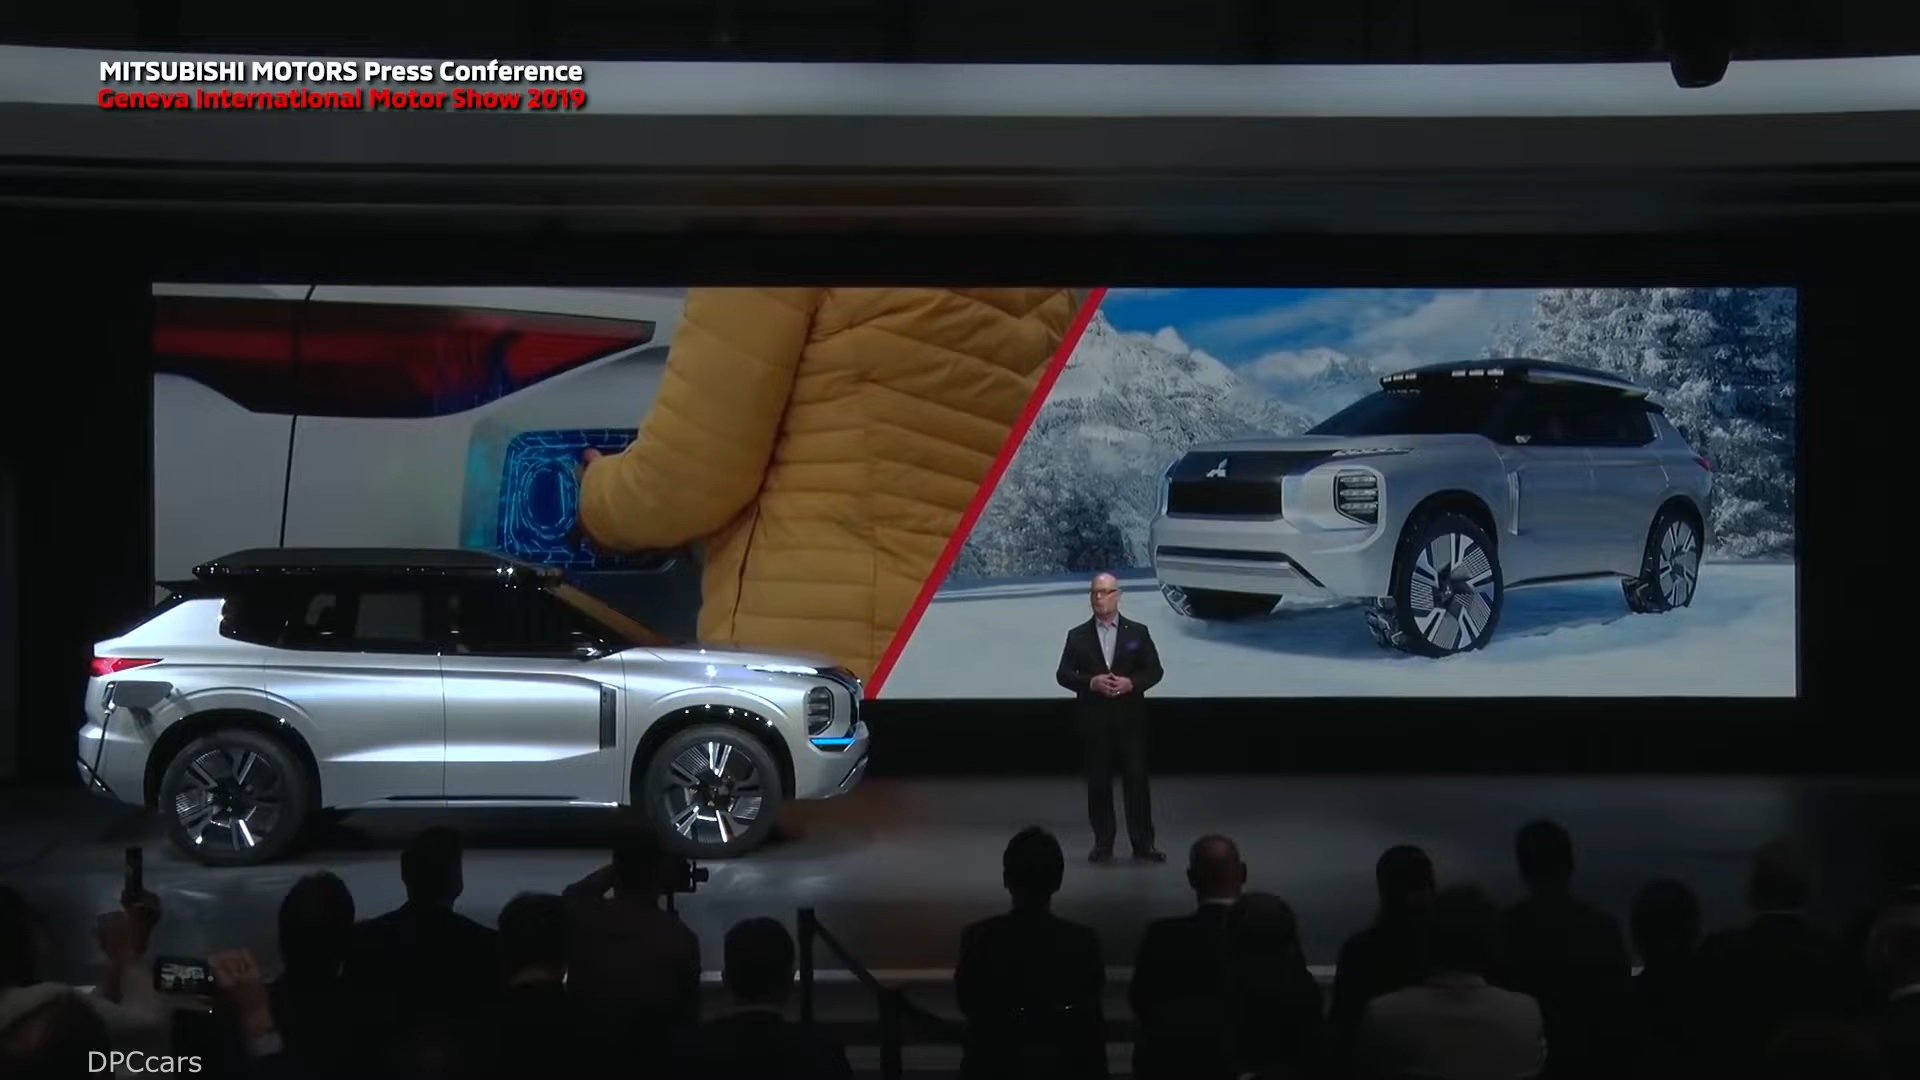 MITSUBISHI MOTORS Press Conference
Geneva International Motor Show 2019
DPCcars